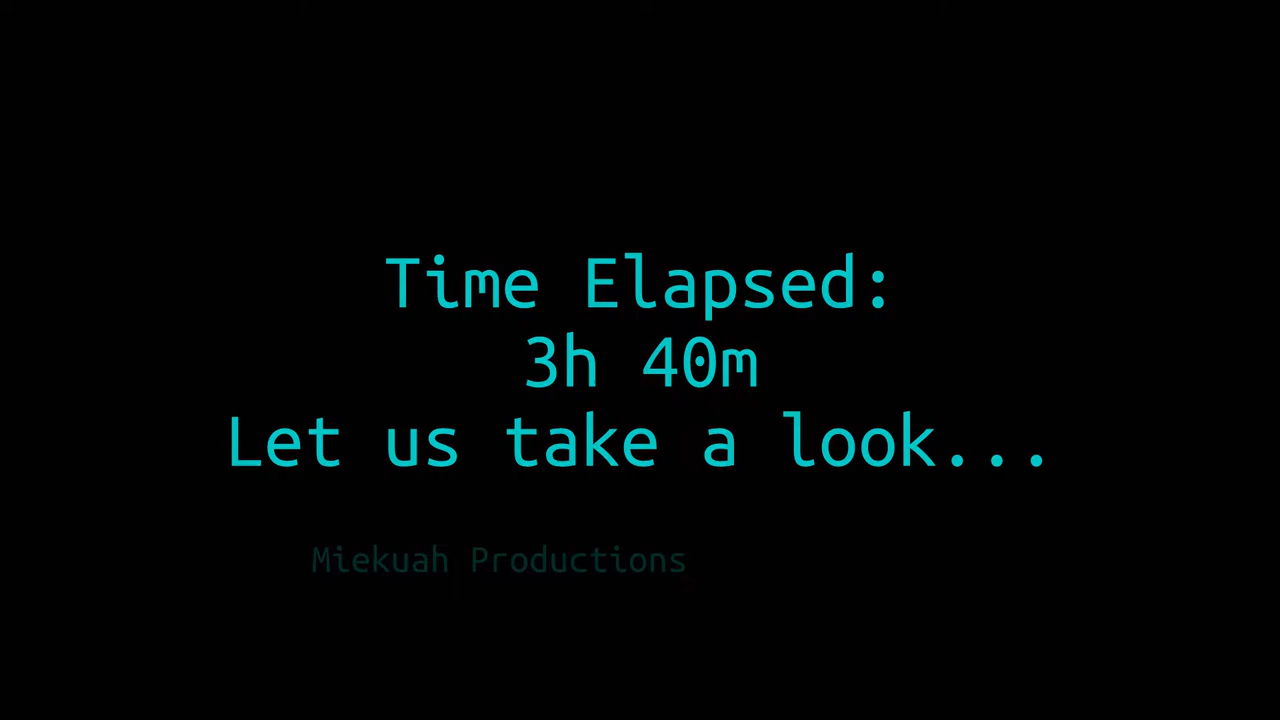 Time Elapsed:
3h 40m
Let us take a look...
Miekuah Productions